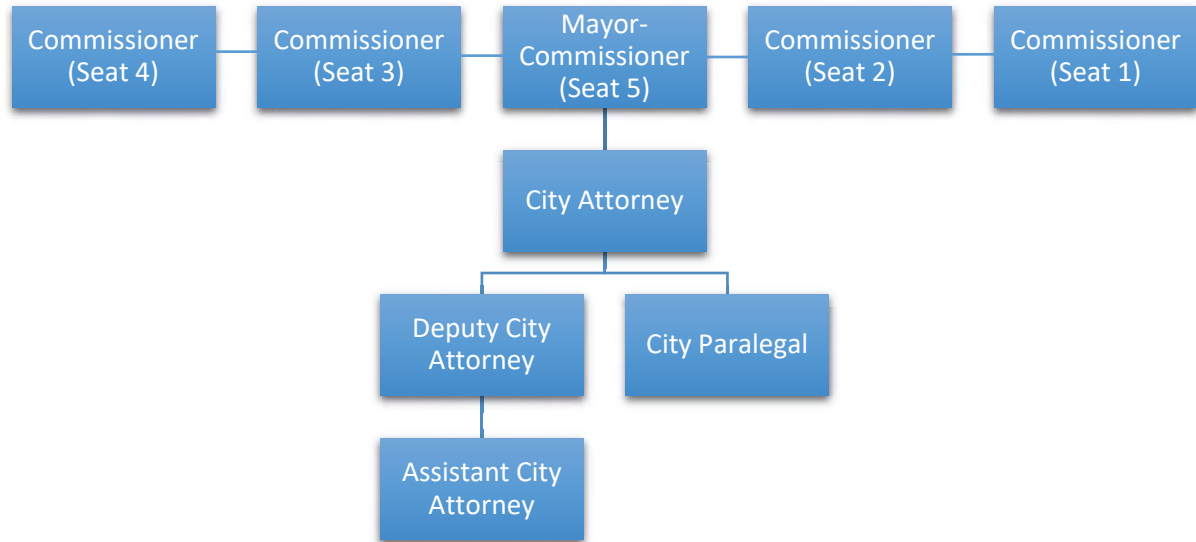 Commissioner
(Seat 4)
Commissioner
(Seat 3)
Mayor-
Commissioner
(Seat 5)
Commissioner
(Seat 2)
Commissioner
(Seat 1)
City Attorney
Deputy City
Attorney
City Paralegal
Assistant City
Attorney